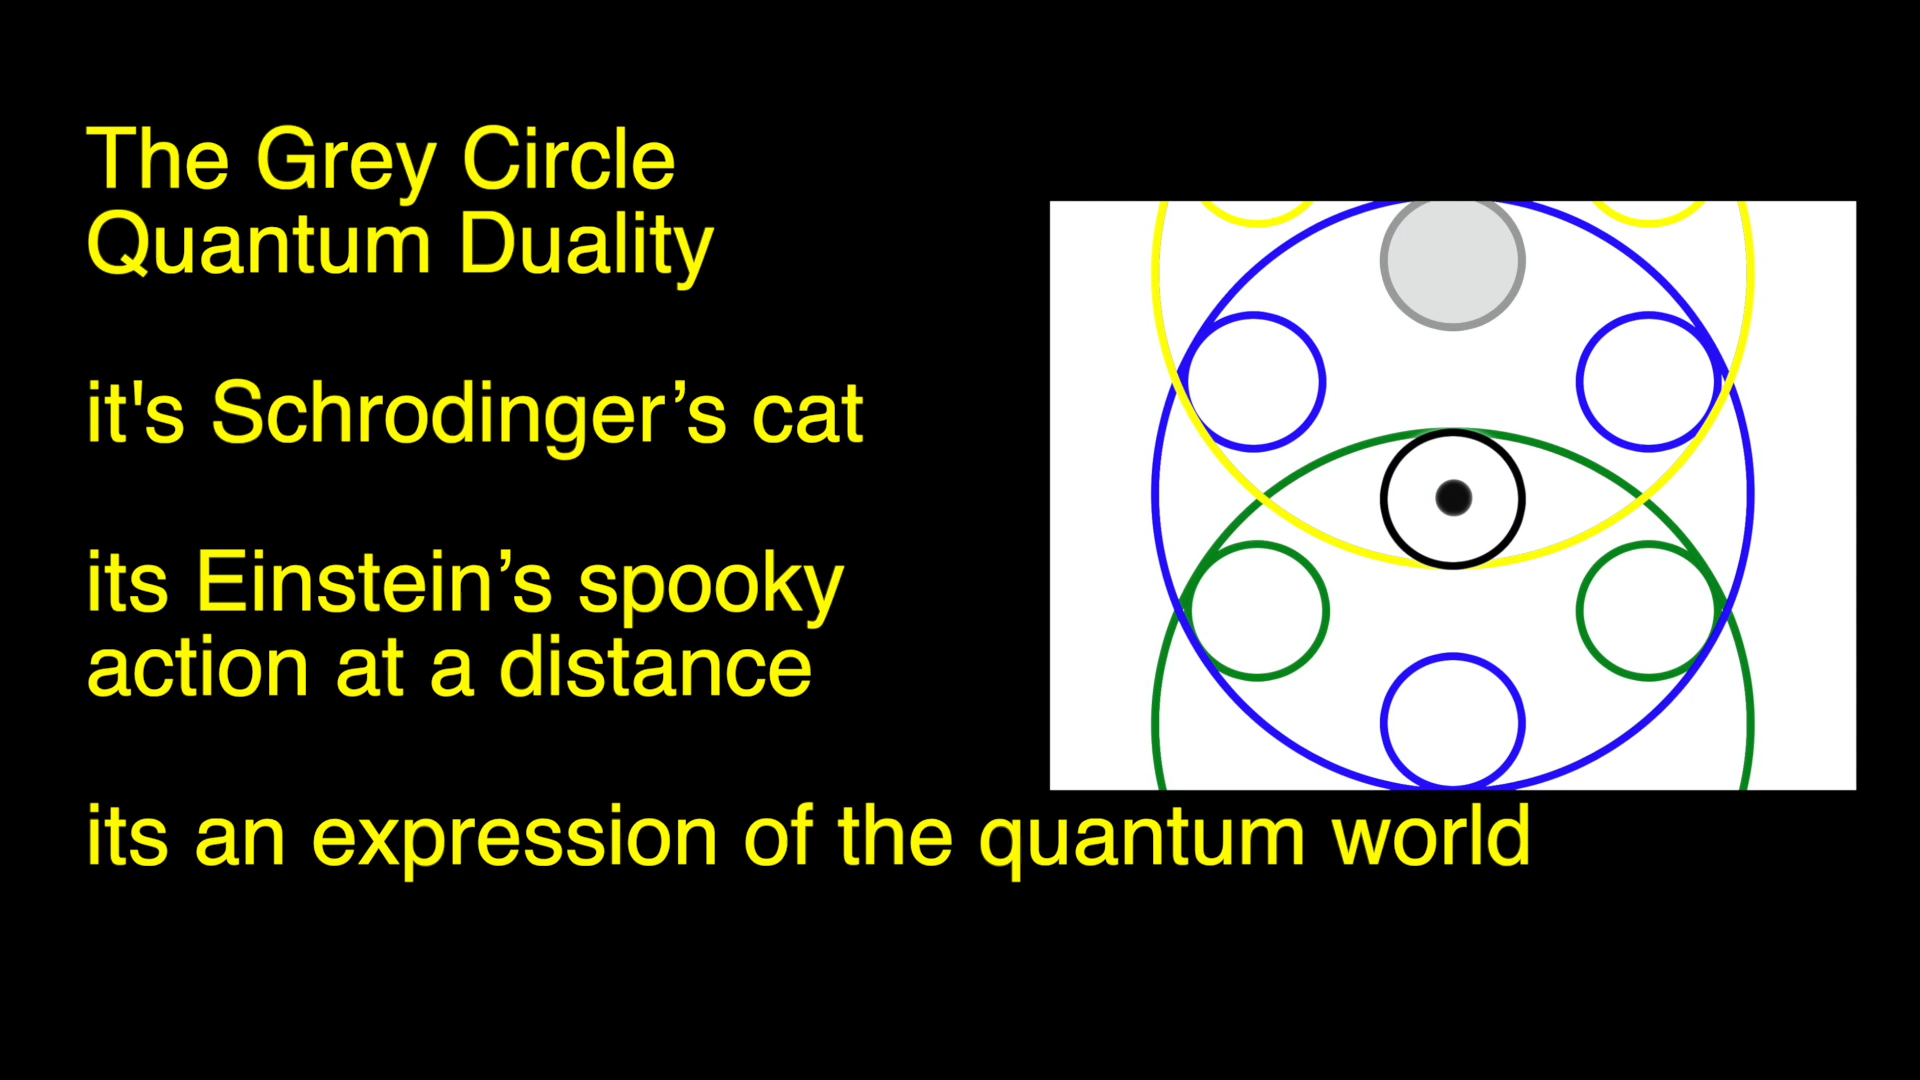 The Grey Circle
Quantum Duality
it's Schrodinger’s cat
its Einstein’s spooky
action at a distance
its an expression of the quantum world